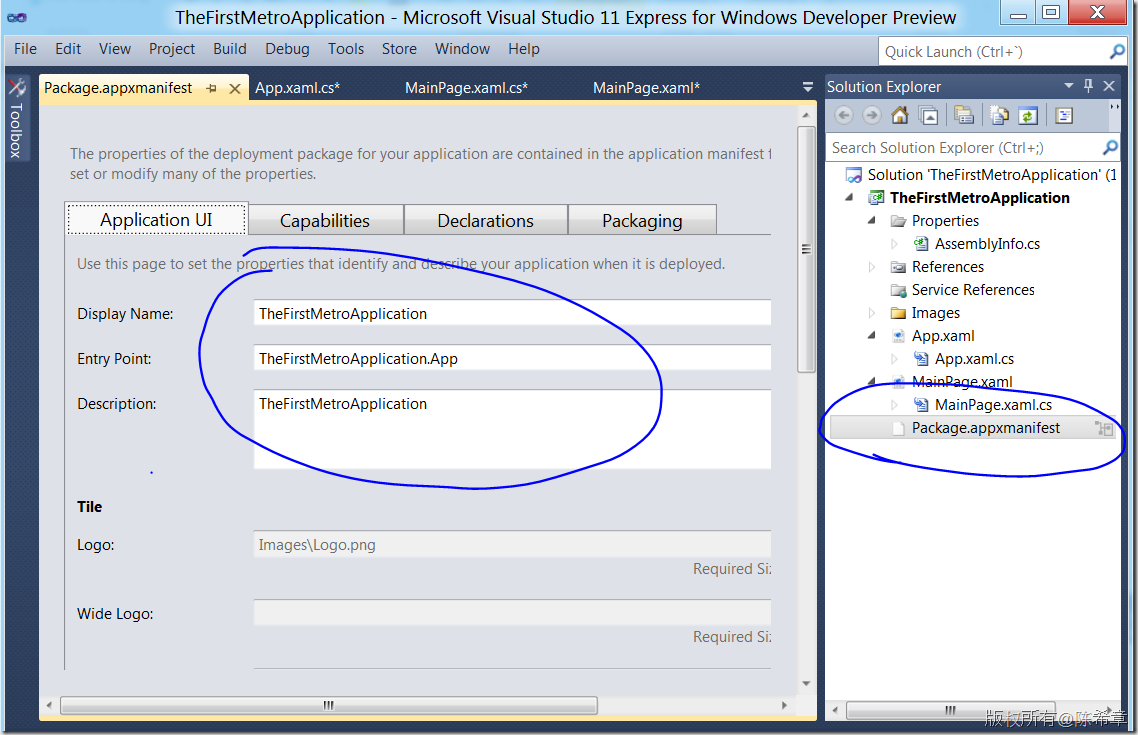 TheFirstMetroApplication - Microsoft Visual Studio 11 Express for Windows Developer Preview
File Edit View Project Build Debug Tools Store Window Help
Quick Launch (Ctrl+`)
Toolbox
Package.appxmanifest App.xaml.cs* MainPage.xaml.cs* MainPage.xaml*
The properties of the deployment package for your application are contained in the application manifest f
set or modify many of the properties.
Application UI Capabilities Declarations Packaging
Use this page to set the properties that identify and describe your application when it is deployed.
Display Name: TheFirstMetroApplication
Entry Point: TheFirstMetroApplication.App
Description: TheFirstMetroApplication
Tile
Logo: Images\Logo.png
Required Siz
Wide Logo:
Required Siz
Solution Explorer
Search Solution Explorer (Ctrl+;)
Solution 'TheFirstMetroApplication' (1
TheFirstMetroApplication
Properties
AssemblyInfo.cs
References
Service References
Images
App.xaml
App.xaml.cs
MainPage.xaml
MainPage.xaml.cs
Package.appxmanifest
版权所有@陈希章